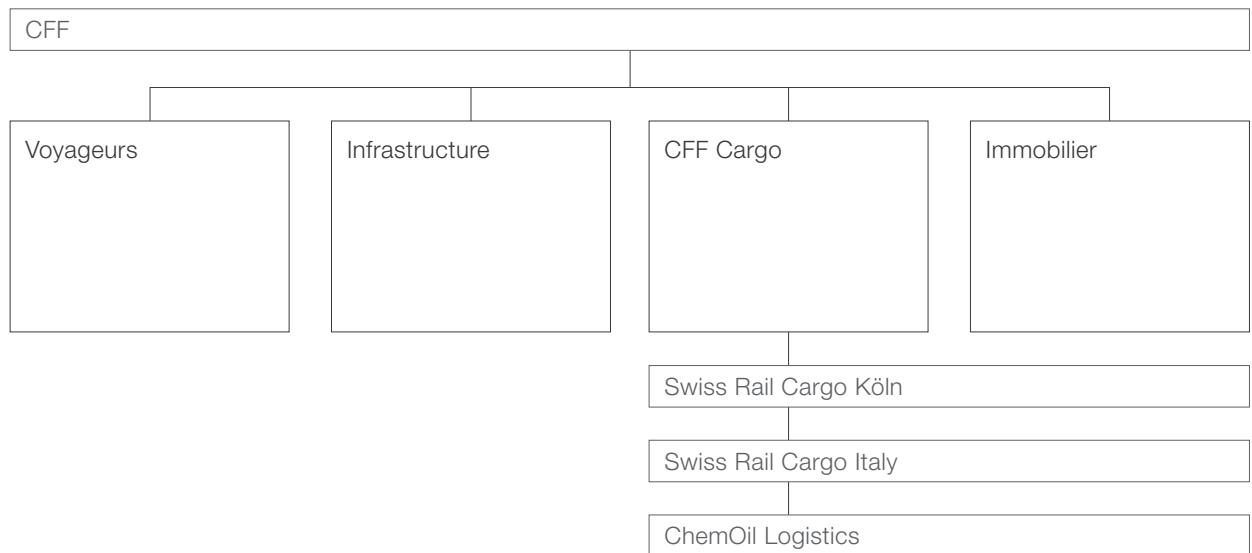 CFF
Voyageurs
Infrastructure
CFF Cargo
Immobilier
Swiss Rail Cargo Köln
Swiss Rail Cargo Italy
ChemOil Logistics